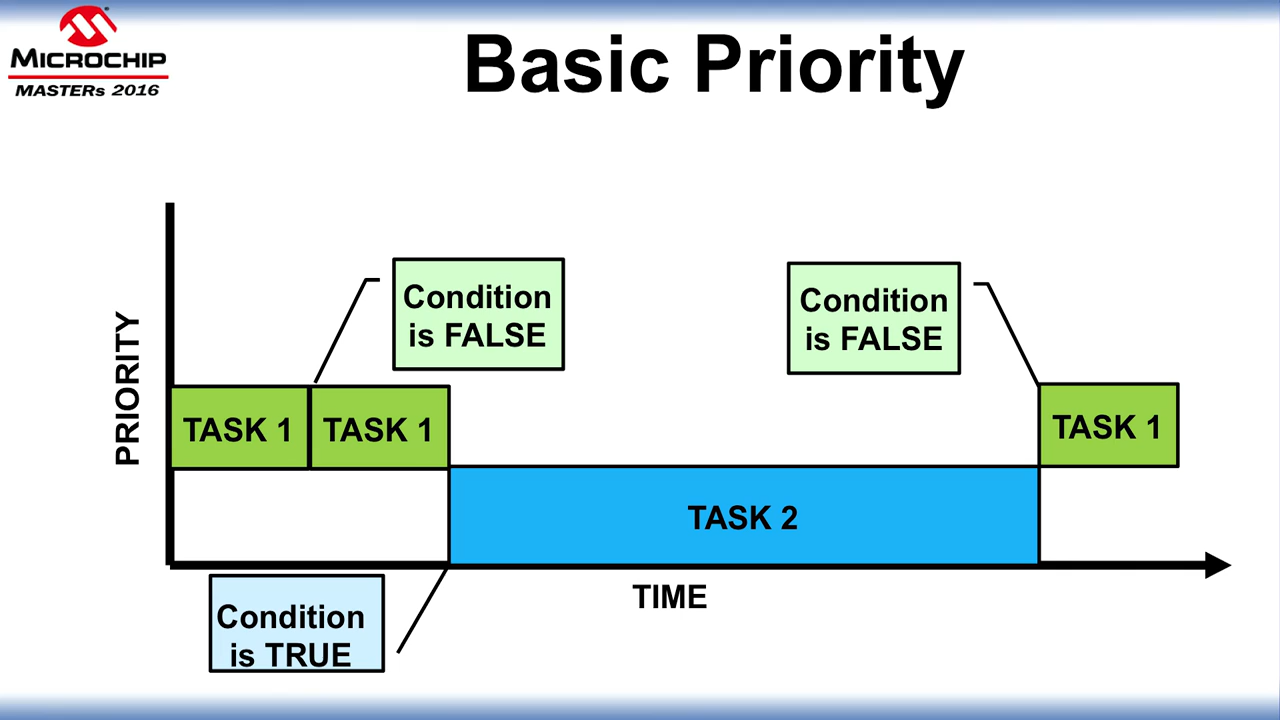 MICROCHIP
MASTERs 2016
Basic Priority
Condition
is FALSE
Condition
is FALSE
PRIORITY
TASK 1
TASK 1
TASK 1
TASK 2
TIME
Condition
is TRUE